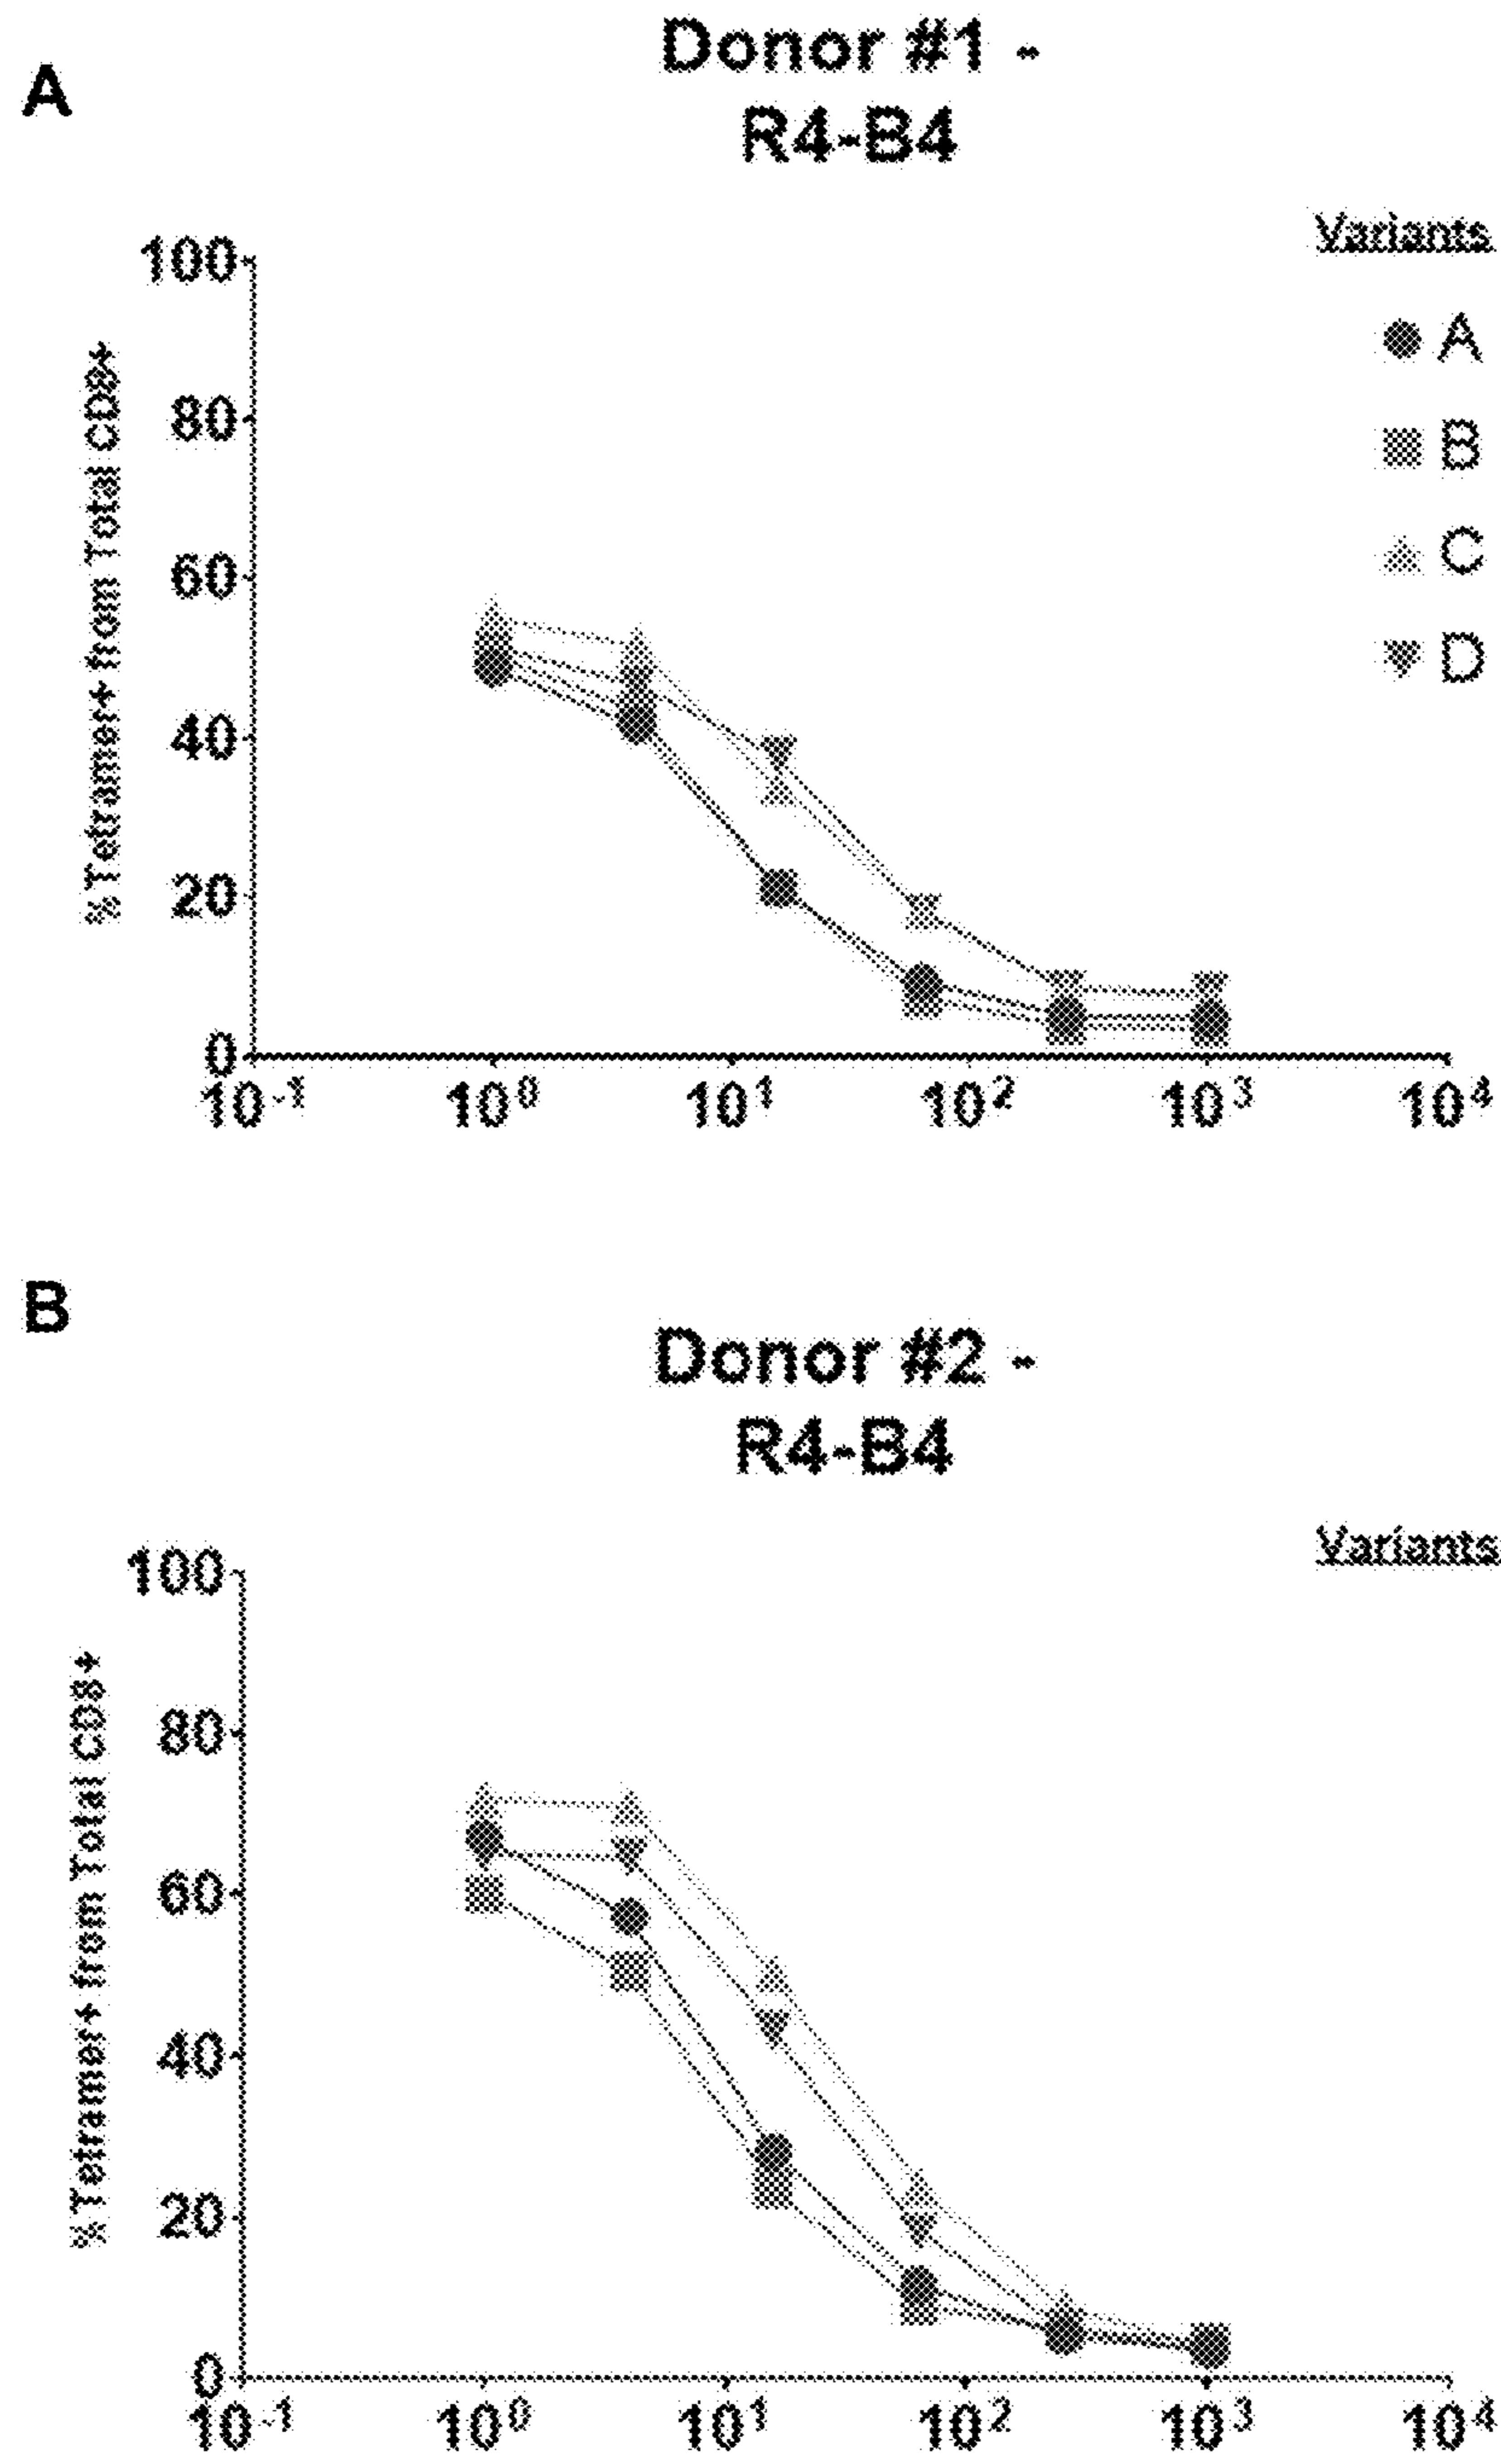 A
Donor #1 -
R4-B4
Variants
100
80
60
40
20
0
% Tetramer+ from Total CD8+
A
B
C
D
10-1
100
101
102
103
104
B
Donor #2 -
R4-B4
Variants
100
80
60
40
20
0
% Tetramer+ from Total CD8+
10-1
100
101
102
103
104